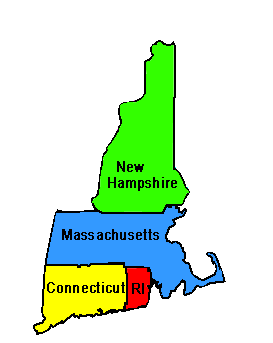 New
Hampshire
Massachusetts
Connecticut
RI